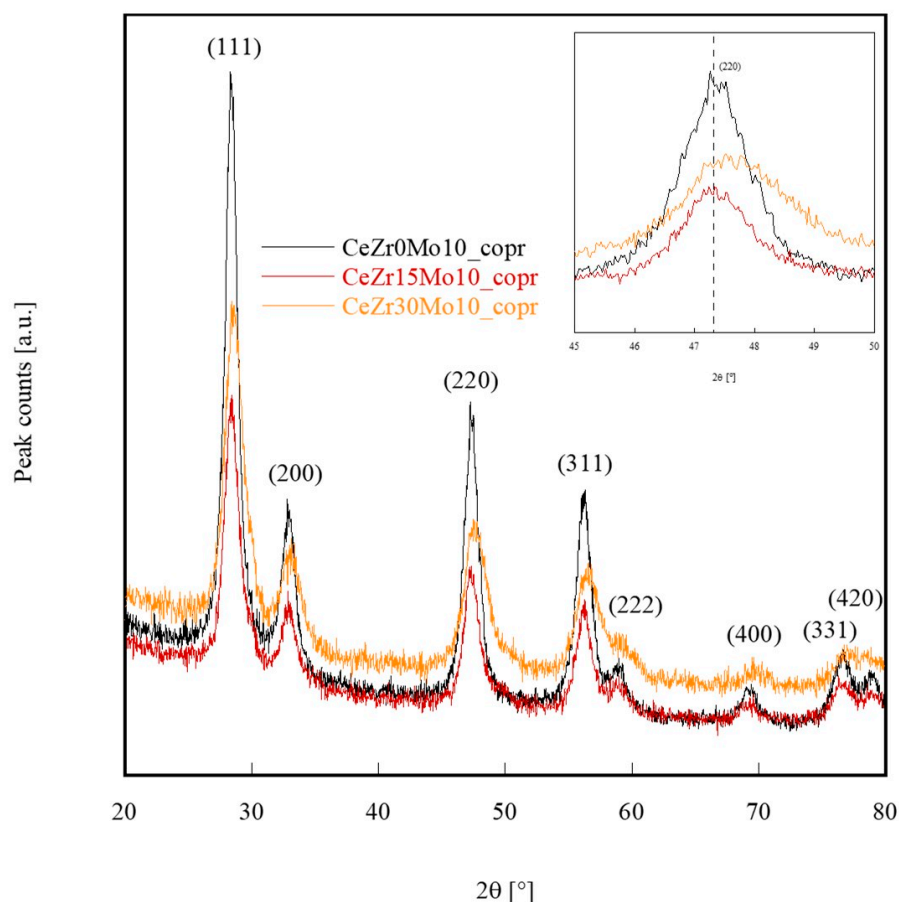 (111)
(220)
CeZr0Mo10_copr
CeZr15Mo10_copr
CeZr30Mo10_copr
45 46 47 48 49 50
2θ [°]
Peak counts [a.u.]
(220)
(311)
(200)
(222)
(420)
(400)
(331)
20 30 40 50 60 70 80
2θ [°]